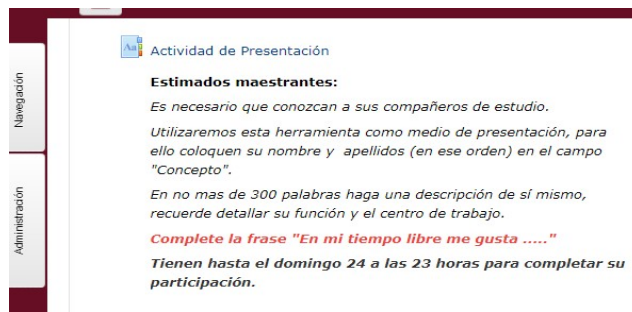 Actividad de Presentación
Estimados maestrantes:
Es necesario que conozcan a sus compañeros de estudio.
Utilizaremos esta herramienta como medio de presentación, para
ello coloquen su nombre y apellidos (en ese orden) en el campo
"Concepto".
En no mas de 300 palabras haga una descripción de sí mismo,
recuerde detallar su función y el centro de trabajo.
Complete la frase "En mi tiempo libre me gusta ....."
Tienen hasta el domingo 24 a las 23 horas para completar su
participación.
Navegación
Administración